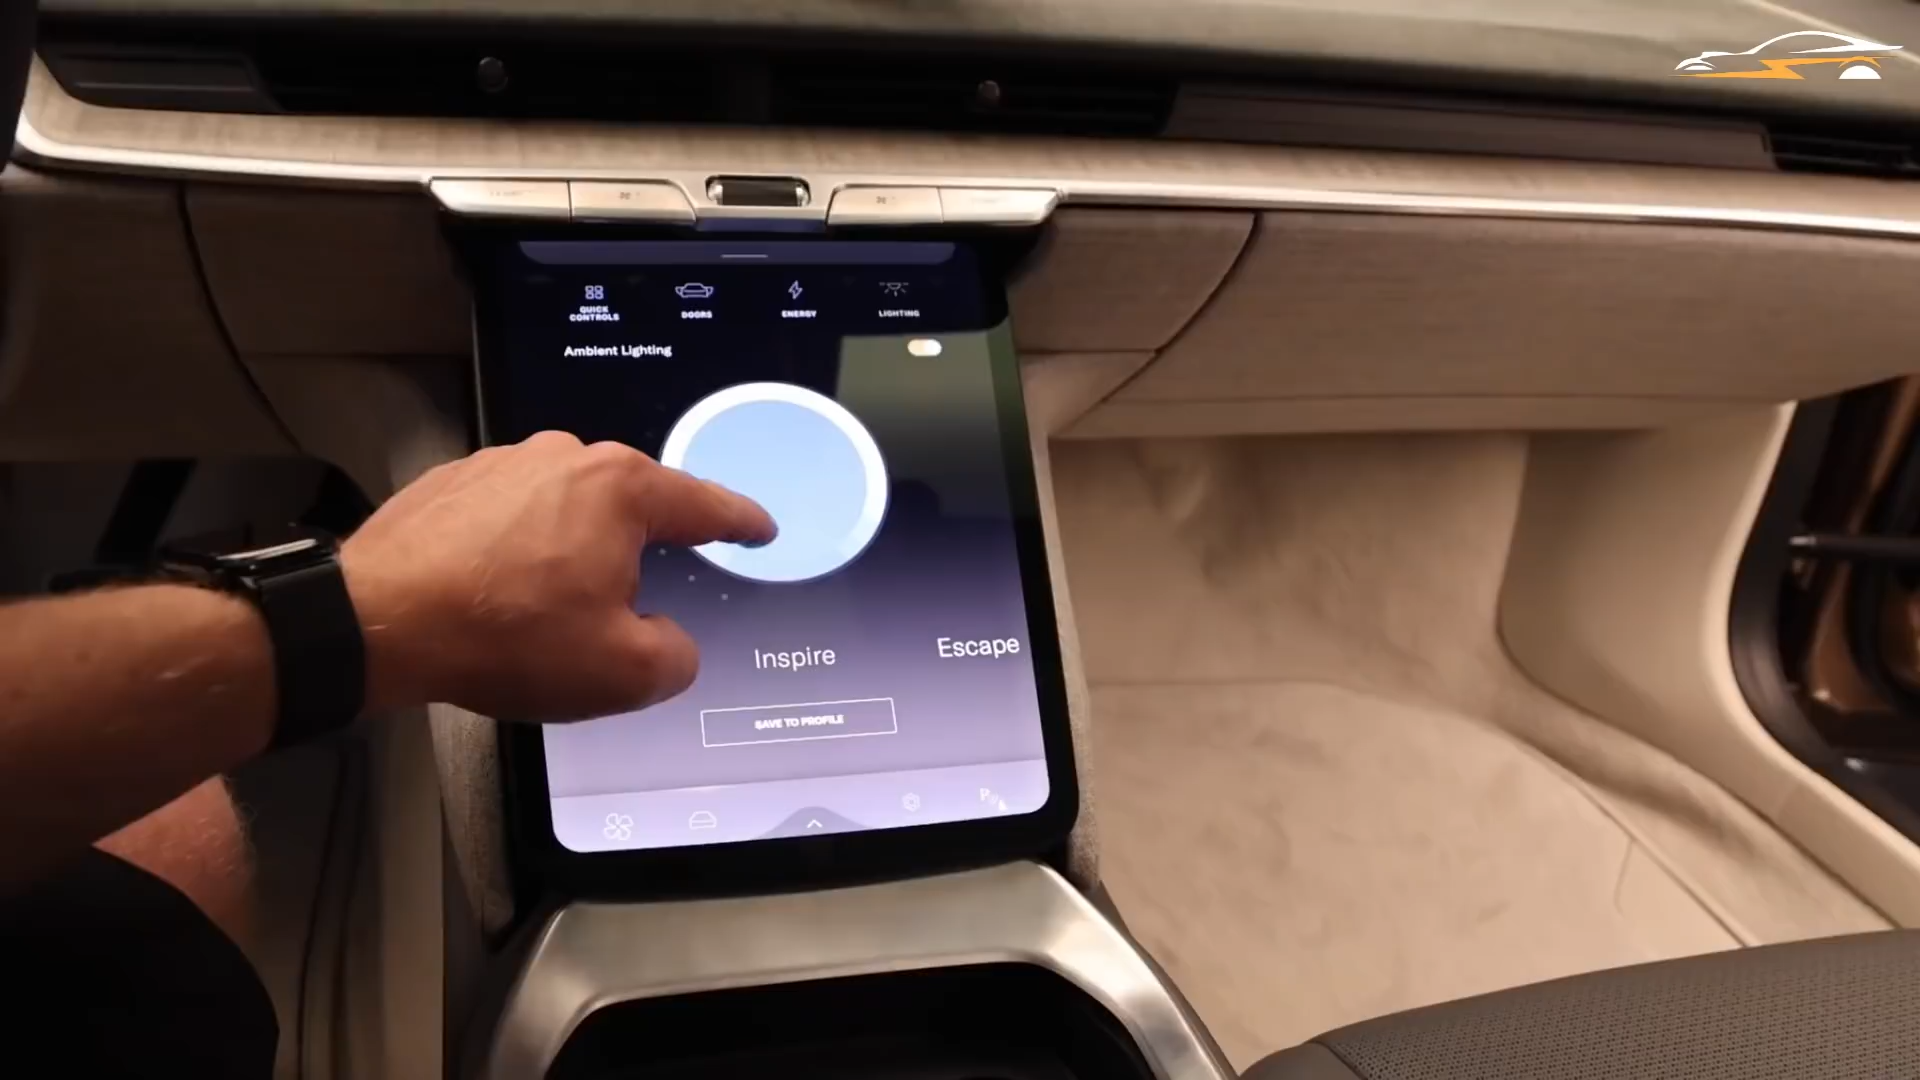 QUICK
CONTROLS
DOORS
ENERGY
LIGHTING
Ambient Lighting
Inspire
Escape
SAVE TO PROFILE